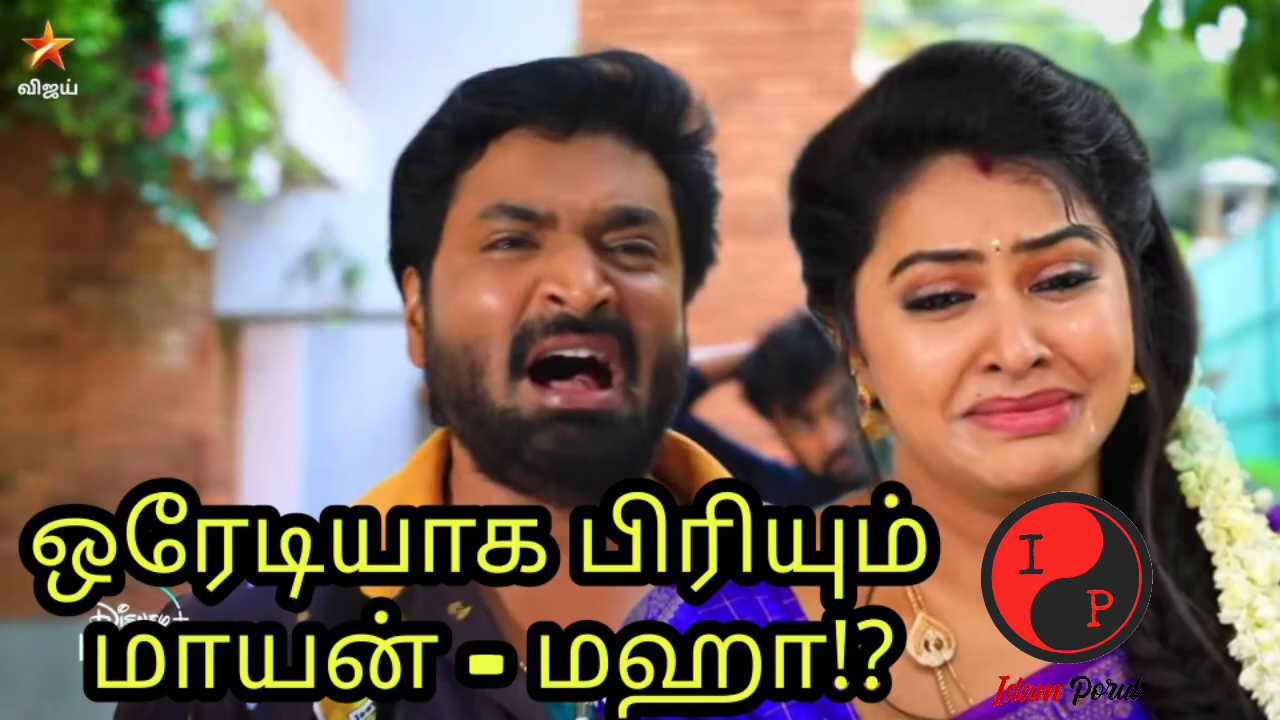 விஜய்
ஒரேடியாக பிரியும்
மாயன் - மஹா!?
I
P
Idam Porul